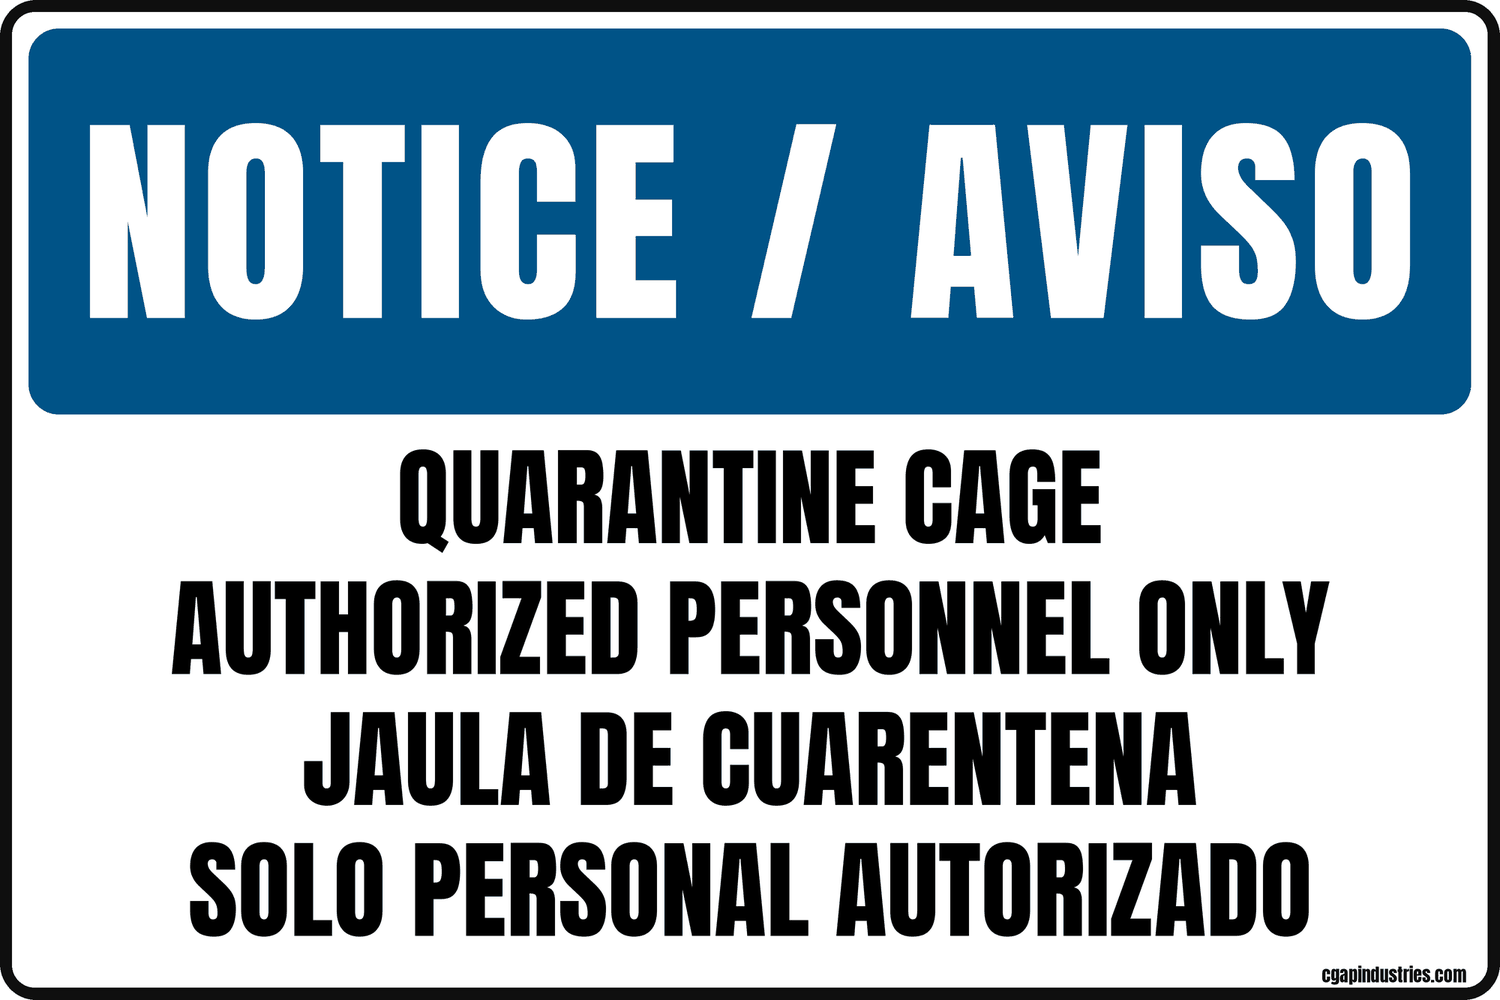 NOTICE / AVISO
QUARANTINE CAGE
AUTHORIZED PERSONNEL ONLY
JAULA DE CUARENTENA
SOLO PERSONAL AUTORIZADO
cgapindustries.com